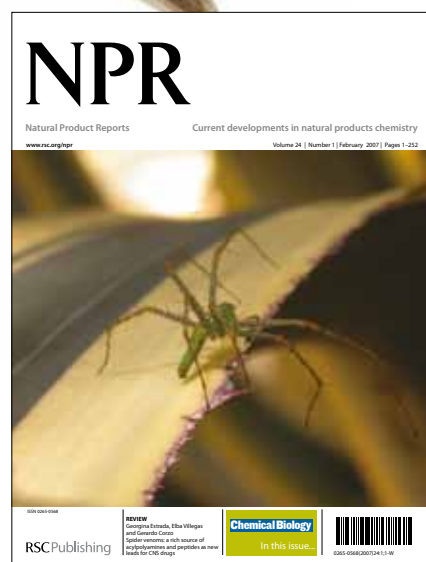 NPR
Natural Product Reports
Current developments in natural products chemistry
www.rsc.org/npr
Volume 24 | Number 1 | February 2007 | Pages 1–252
ISSN 0265-0568
RSCPublishing
REVIEW
Georgina Estrada, Elba Villegas
and Gerardo Corzo
Spider venoms: a rich source of
acylpolyamines and peptides as new
leads for CNS drugs
Chemical Biology
In this issue...
0265-0568(2007)24:1;1-W